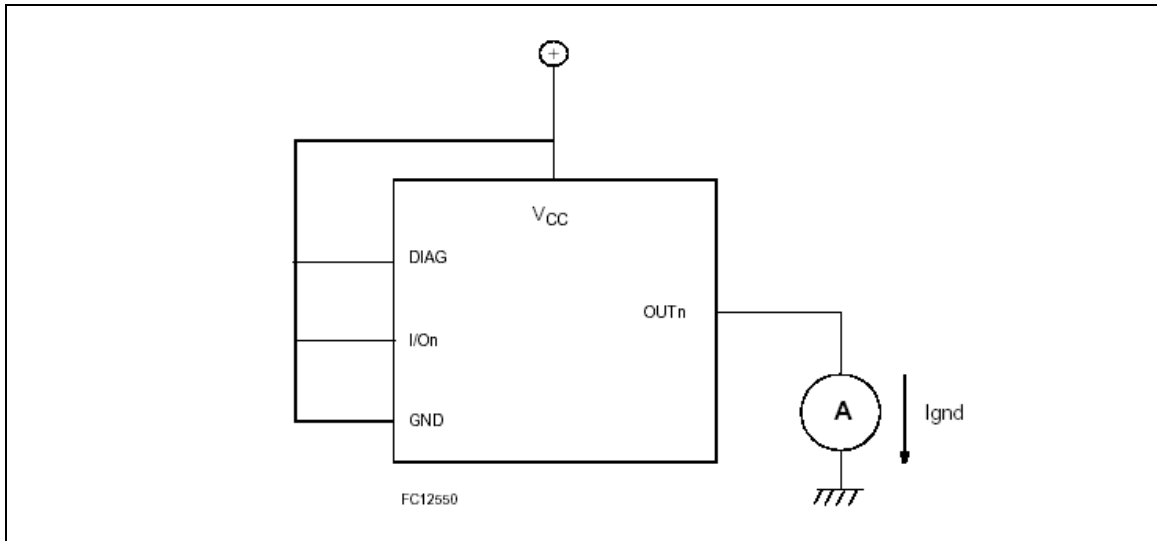 +
VCC
DIAG
OUTn
I/On
A
Ignd
GND
FC12550